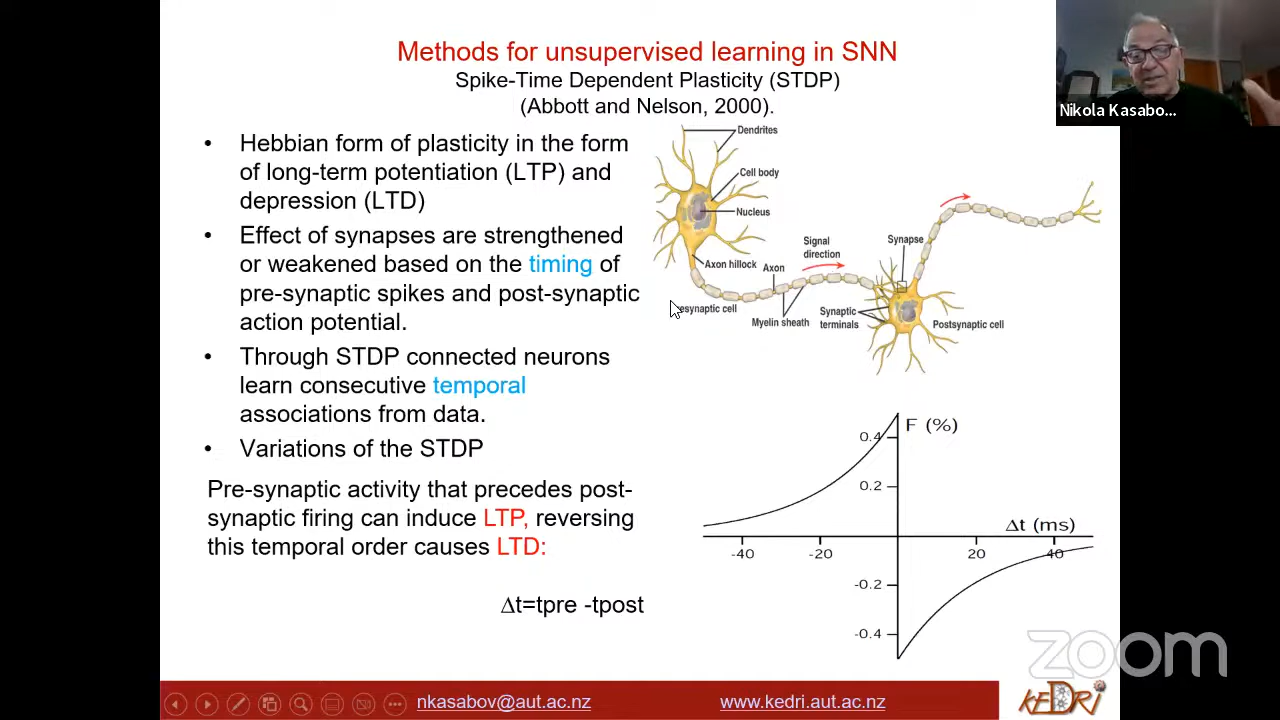 Methods for unsupervised learning in SNN
Spike-Time Dependent Plasticity (STDP)
(Abbott and Nelson, 2000).
Nikola Kasabo...
• Hebbian form of plasticity in the form
of long-term potentiation (LTP) and
depression (LTD)
• Effect of synapses are strengthened
or weakened based on the timing of
pre-synaptic spikes and post-synaptic
action potential.
• Through STDP connected neurons
learn consecutive temporal
associations from data.
• Variations of the STDP
Pre-synaptic activity that precedes post-
synaptic firing can induce LTP, reversing
this temporal order causes LTD:
Δt=tpre -tpost
Dendrites
Cell body
Nucleus
Axon hillock
Axon
Signal
direction
Synapse
esynaptic cell
Myelin sheath
Synaptic
terminals
Postsynaptic cell
F (%)
0.4
0.2
Δt (ms)
-40 -20 20 40
-0.2
-0.4
zoom
nkasabov@aut.ac.nz www.kedri.aut.ac.nz
KEDRI